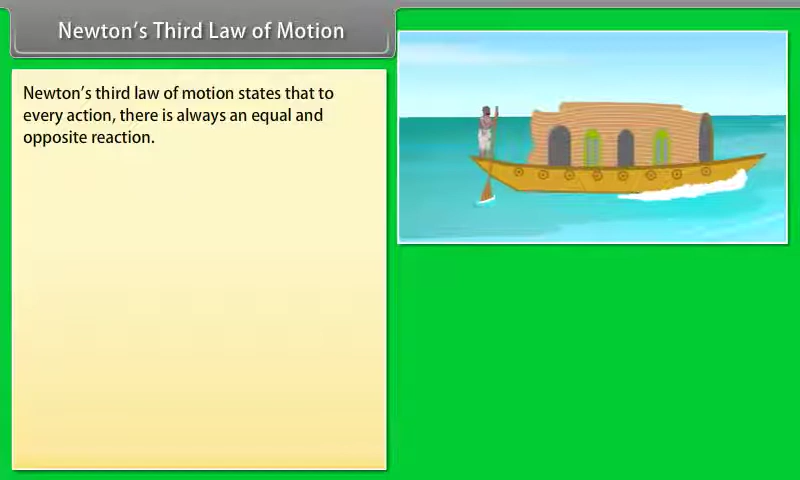 Newton's Third Law of Motion
Newton's third law of motion states that to
every action, there is always an equal and
opposite reaction.